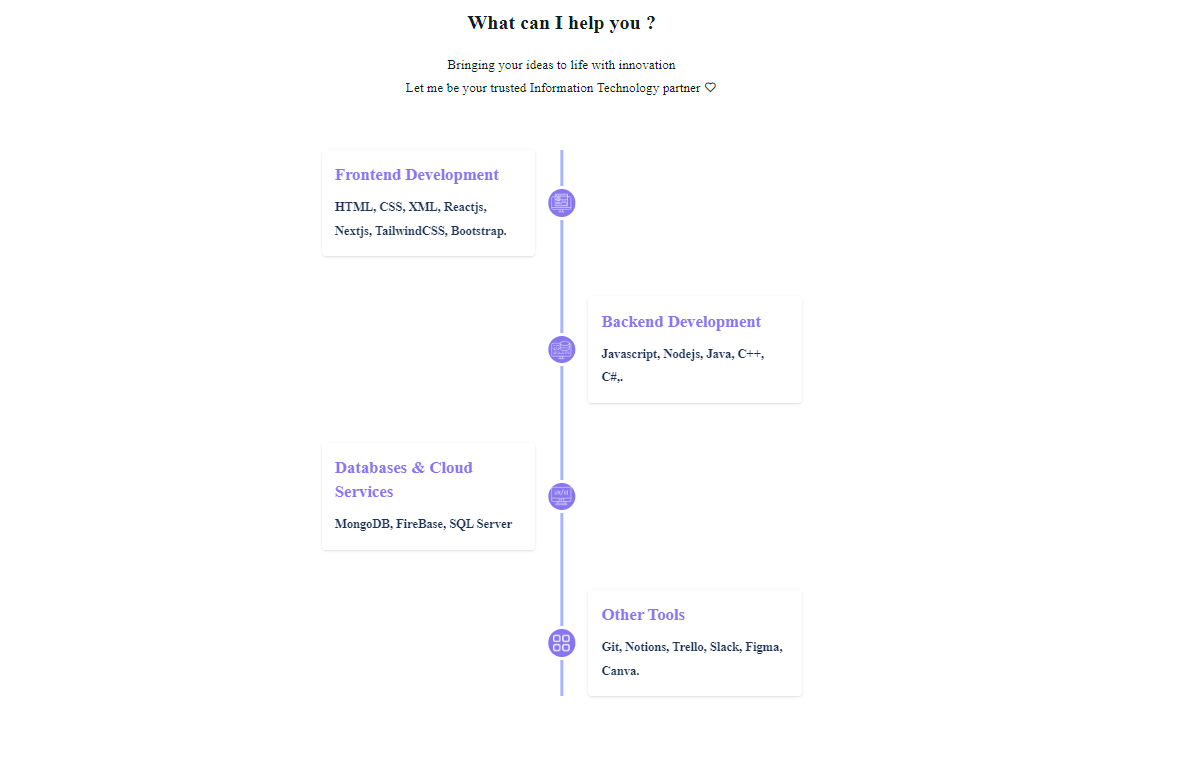 What can I help you ?
Bringing your ideas to life with innovation
Let me be your trusted Information Technology partner ♡
Frontend Development
HTML, CSS, XML, Reactjs,
Nextjs, TailwindCSS, Bootstrap.
Backend Development
Javascript, Nodejs, Java, C++,
C#,.
Databases & Cloud
Services
MongoDB, FireBase, SQL Server
Other Tools
Git, Notions, Trello, Slack, Figma,
Canva.